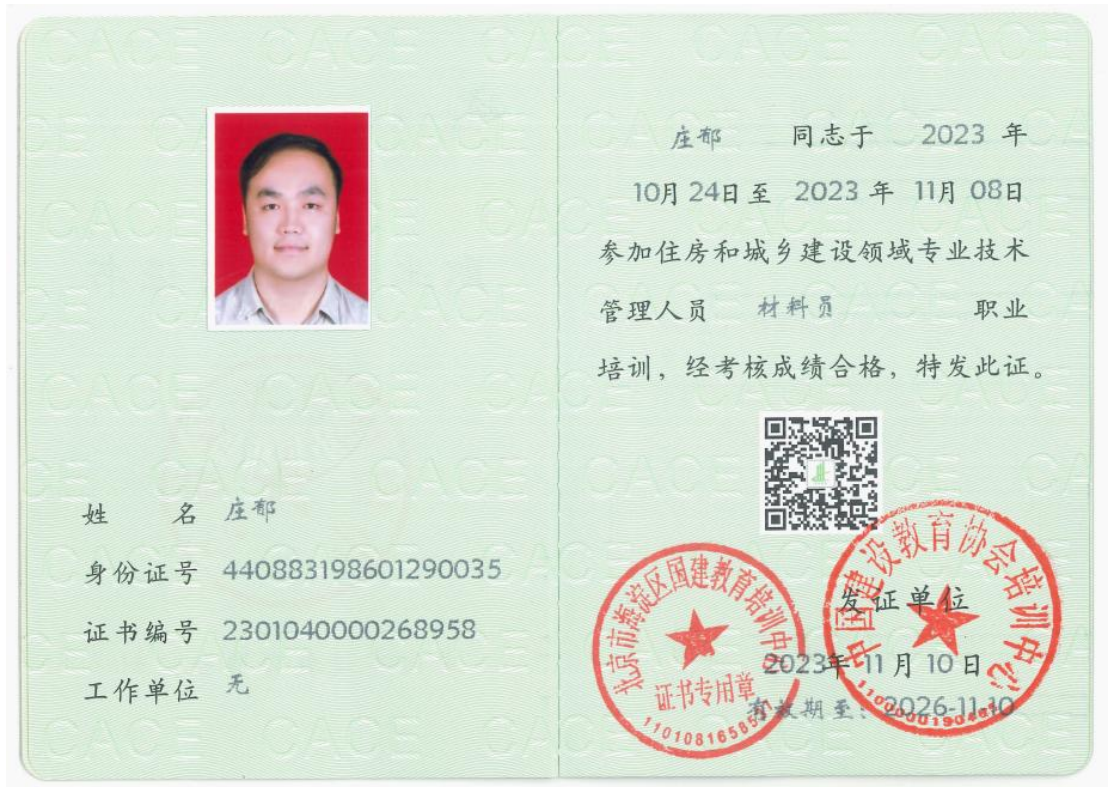 姓 名 庄郁
身份证号 440883198601290035
证书编号 2301040000268958
工作单位 无
庄郁 同志于 2023 年
10月 24日至 2023 年 11月 08日
参加住房和城乡建设领域专业技术
管理人员 材料员 职业
培训，经考核成绩合格，特发此证。
北京市海淀区国建教育培训中心
证书专用章
中国建设教育协会培训中心
发证单位
2023年 11 月 10 日
有效期至：2026-11-10
CACE